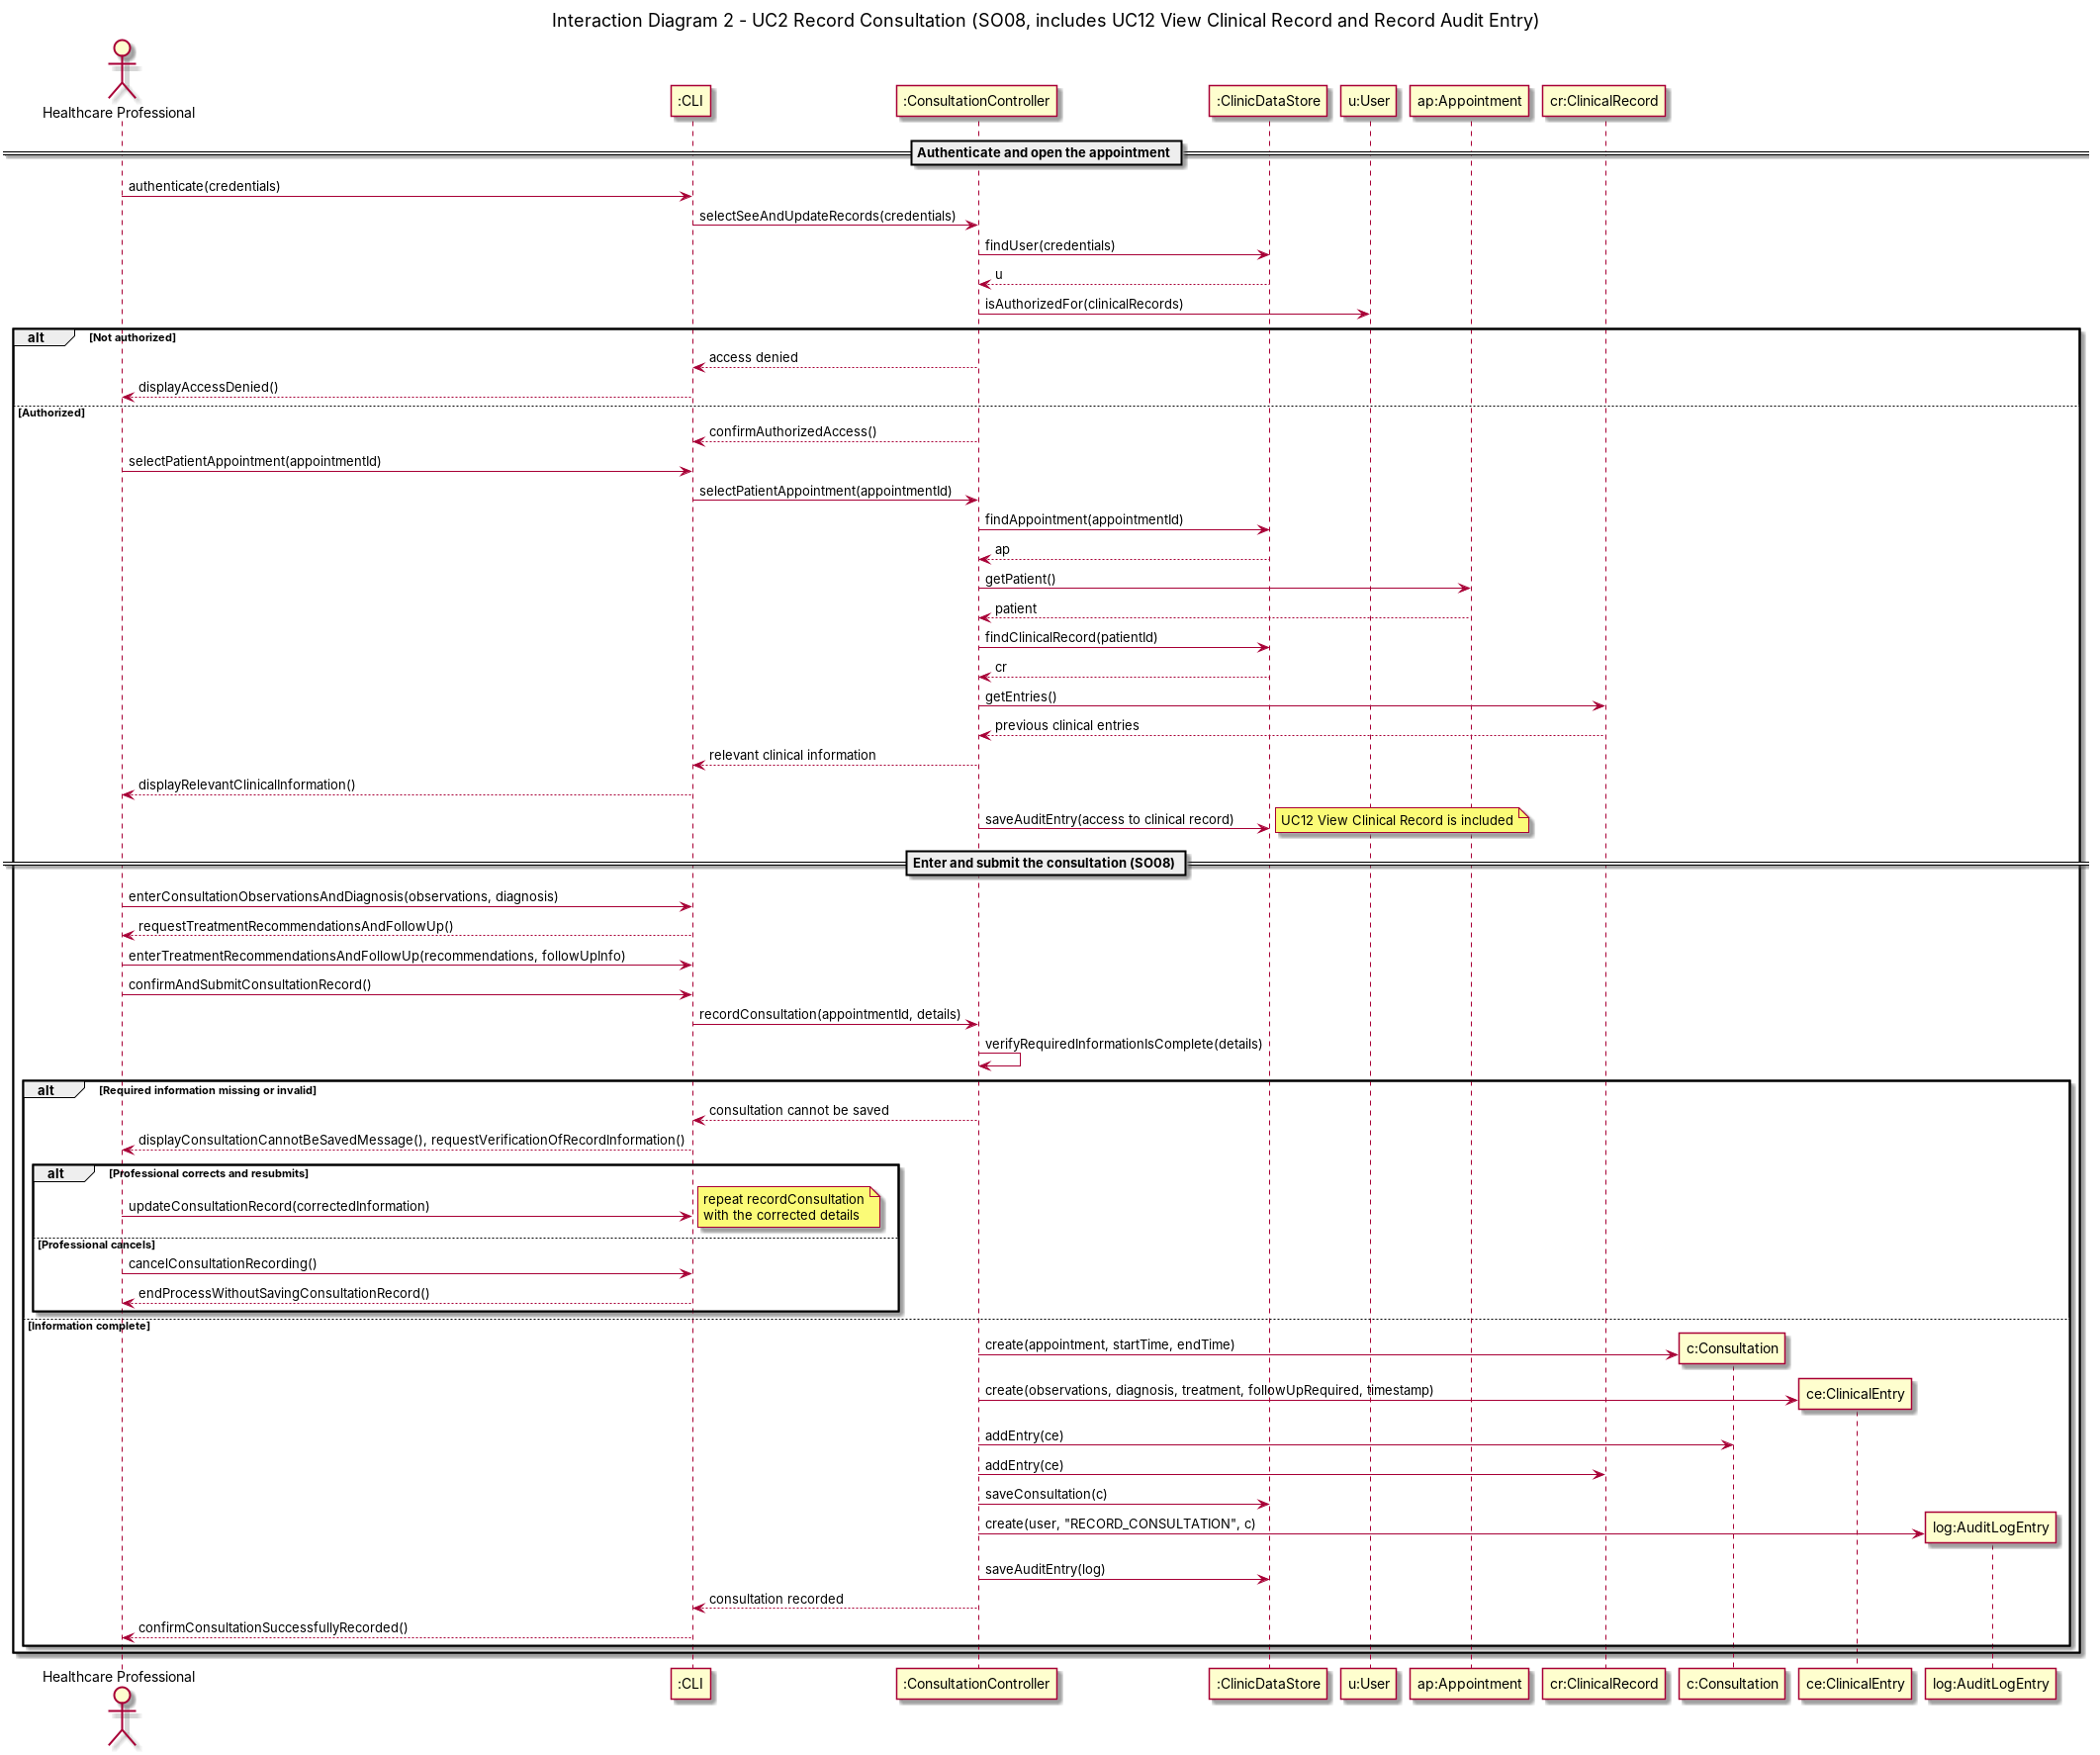 Interaction Diagram 2 - UC2 Record Consultation (SO08, includes UC12 View Clinical Record and Record Audit Entry)
Healthcare Professional
:CLI
:ConsultationController
:ClinicDataStore
u:User
ap:Appointment
cr:ClinicalRecord
Authenticate and open the appointment
authenticate(credentials)
selectSeeAndUpdateRecords(credentials)
findUser(credentials)
u
isAuthorizedFor(clinicalRecords)
alt [Not authorized]
access denied
displayAccessDenied()
[Authorized]
confirmAuthorizedAccess()
selectPatientAppointment(appointmentId)
selectPatientAppointment(appointmentId)
findAppointment(appointmentId)
ap
getPatient()
patient
findClinicalRecord(patientId)
cr
getEntries()
previous clinical entries
relevant clinical information
displayRelevantClinicalInformation()
saveAuditEntry(access to clinical record)
UC12 View Clinical Record is included
Enter and submit the consultation (SO08)
enterConsultationObservationsAndDiagnosis(observations, diagnosis)
requestTreatmentRecommendationsAndFollowUp()
enterTreatmentRecommendationsAndFollowUp(recommendations, followUpInfo)
confirmAndSubmitConsultationRecord()
recordConsultation(appointmentId, details)
verifyRequiredInformationIsComplete(details)
alt [Required information missing or invalid]
consultation cannot be saved
displayConsultationCannotBeSavedMessage(), requestVerificationOfRecordInformation()
alt [Professional corrects and resubmits]
updateConsultationRecord(correctedInformation)
repeat recordConsultation
with the corrected details
[Professional cancels]
cancelConsultationRecording()
endProcessWithoutSavingConsultationRecord()
[Information complete]
create(appointment, startTime, endTime)
c:Consultation
create(observations, diagnosis, treatment, followUpRequired, timestamp)
ce:ClinicalEntry
addEntry(ce)
addEntry(ce)
saveConsultation(c)
create(user, "RECORD_CONSULTATION", c)
log:AuditLogEntry
saveAuditEntry(log)
consultation recorded
confirmConsultationSuccessfullyRecorded()
Healthcare Professional
:CLI
:ConsultationController
:ClinicDataStore
u:User
ap:Appointment
cr:ClinicalRecord
c:Consultation
ce:ClinicalEntry
log:AuditLogEntry